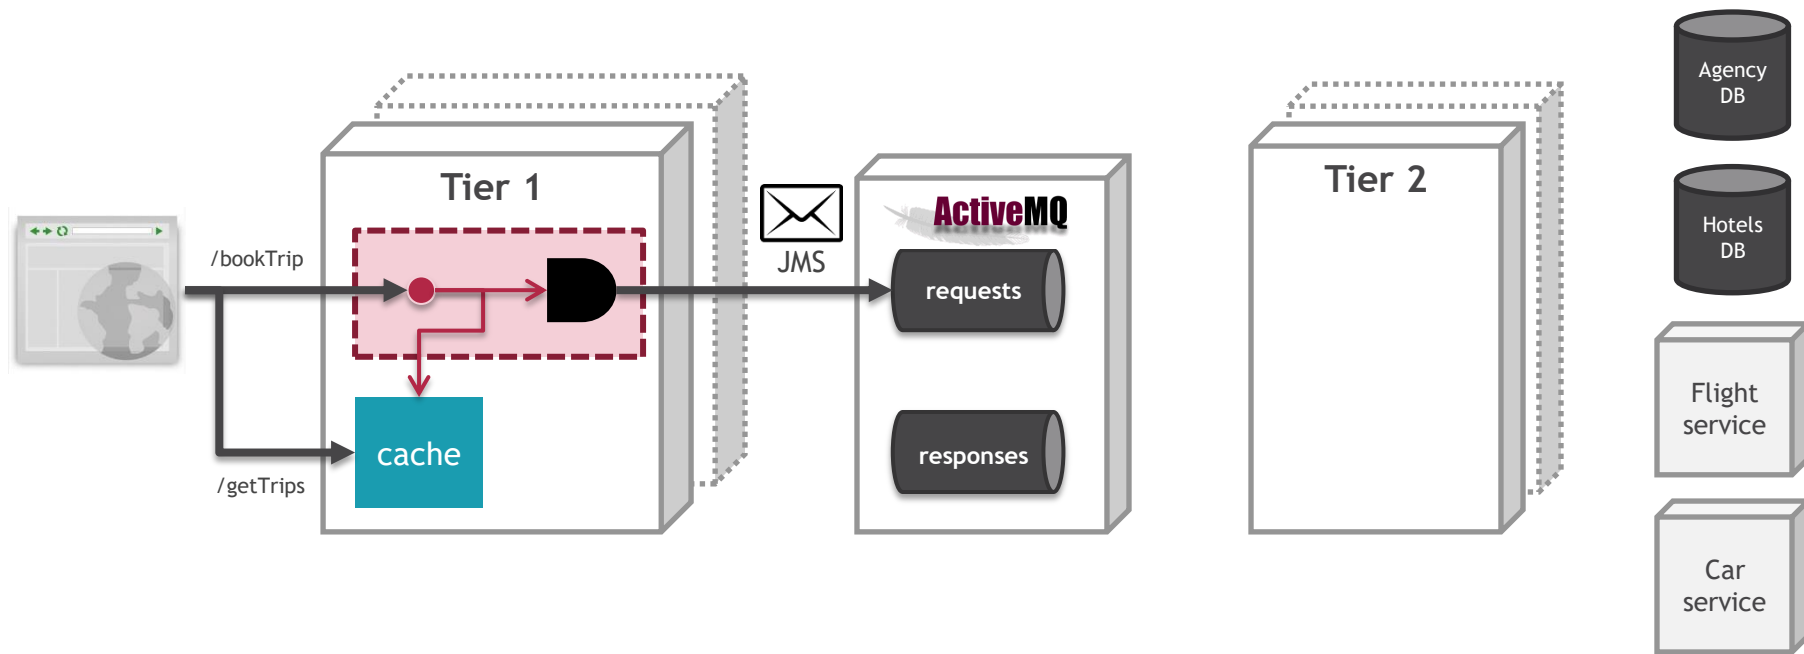 /bookTrip
/getTrips
Tier 1
cache
JMS
ActiveMQ
requests
responses
Tier 2
Agency
DB
Hotels
DB
Flight
service
Car
service